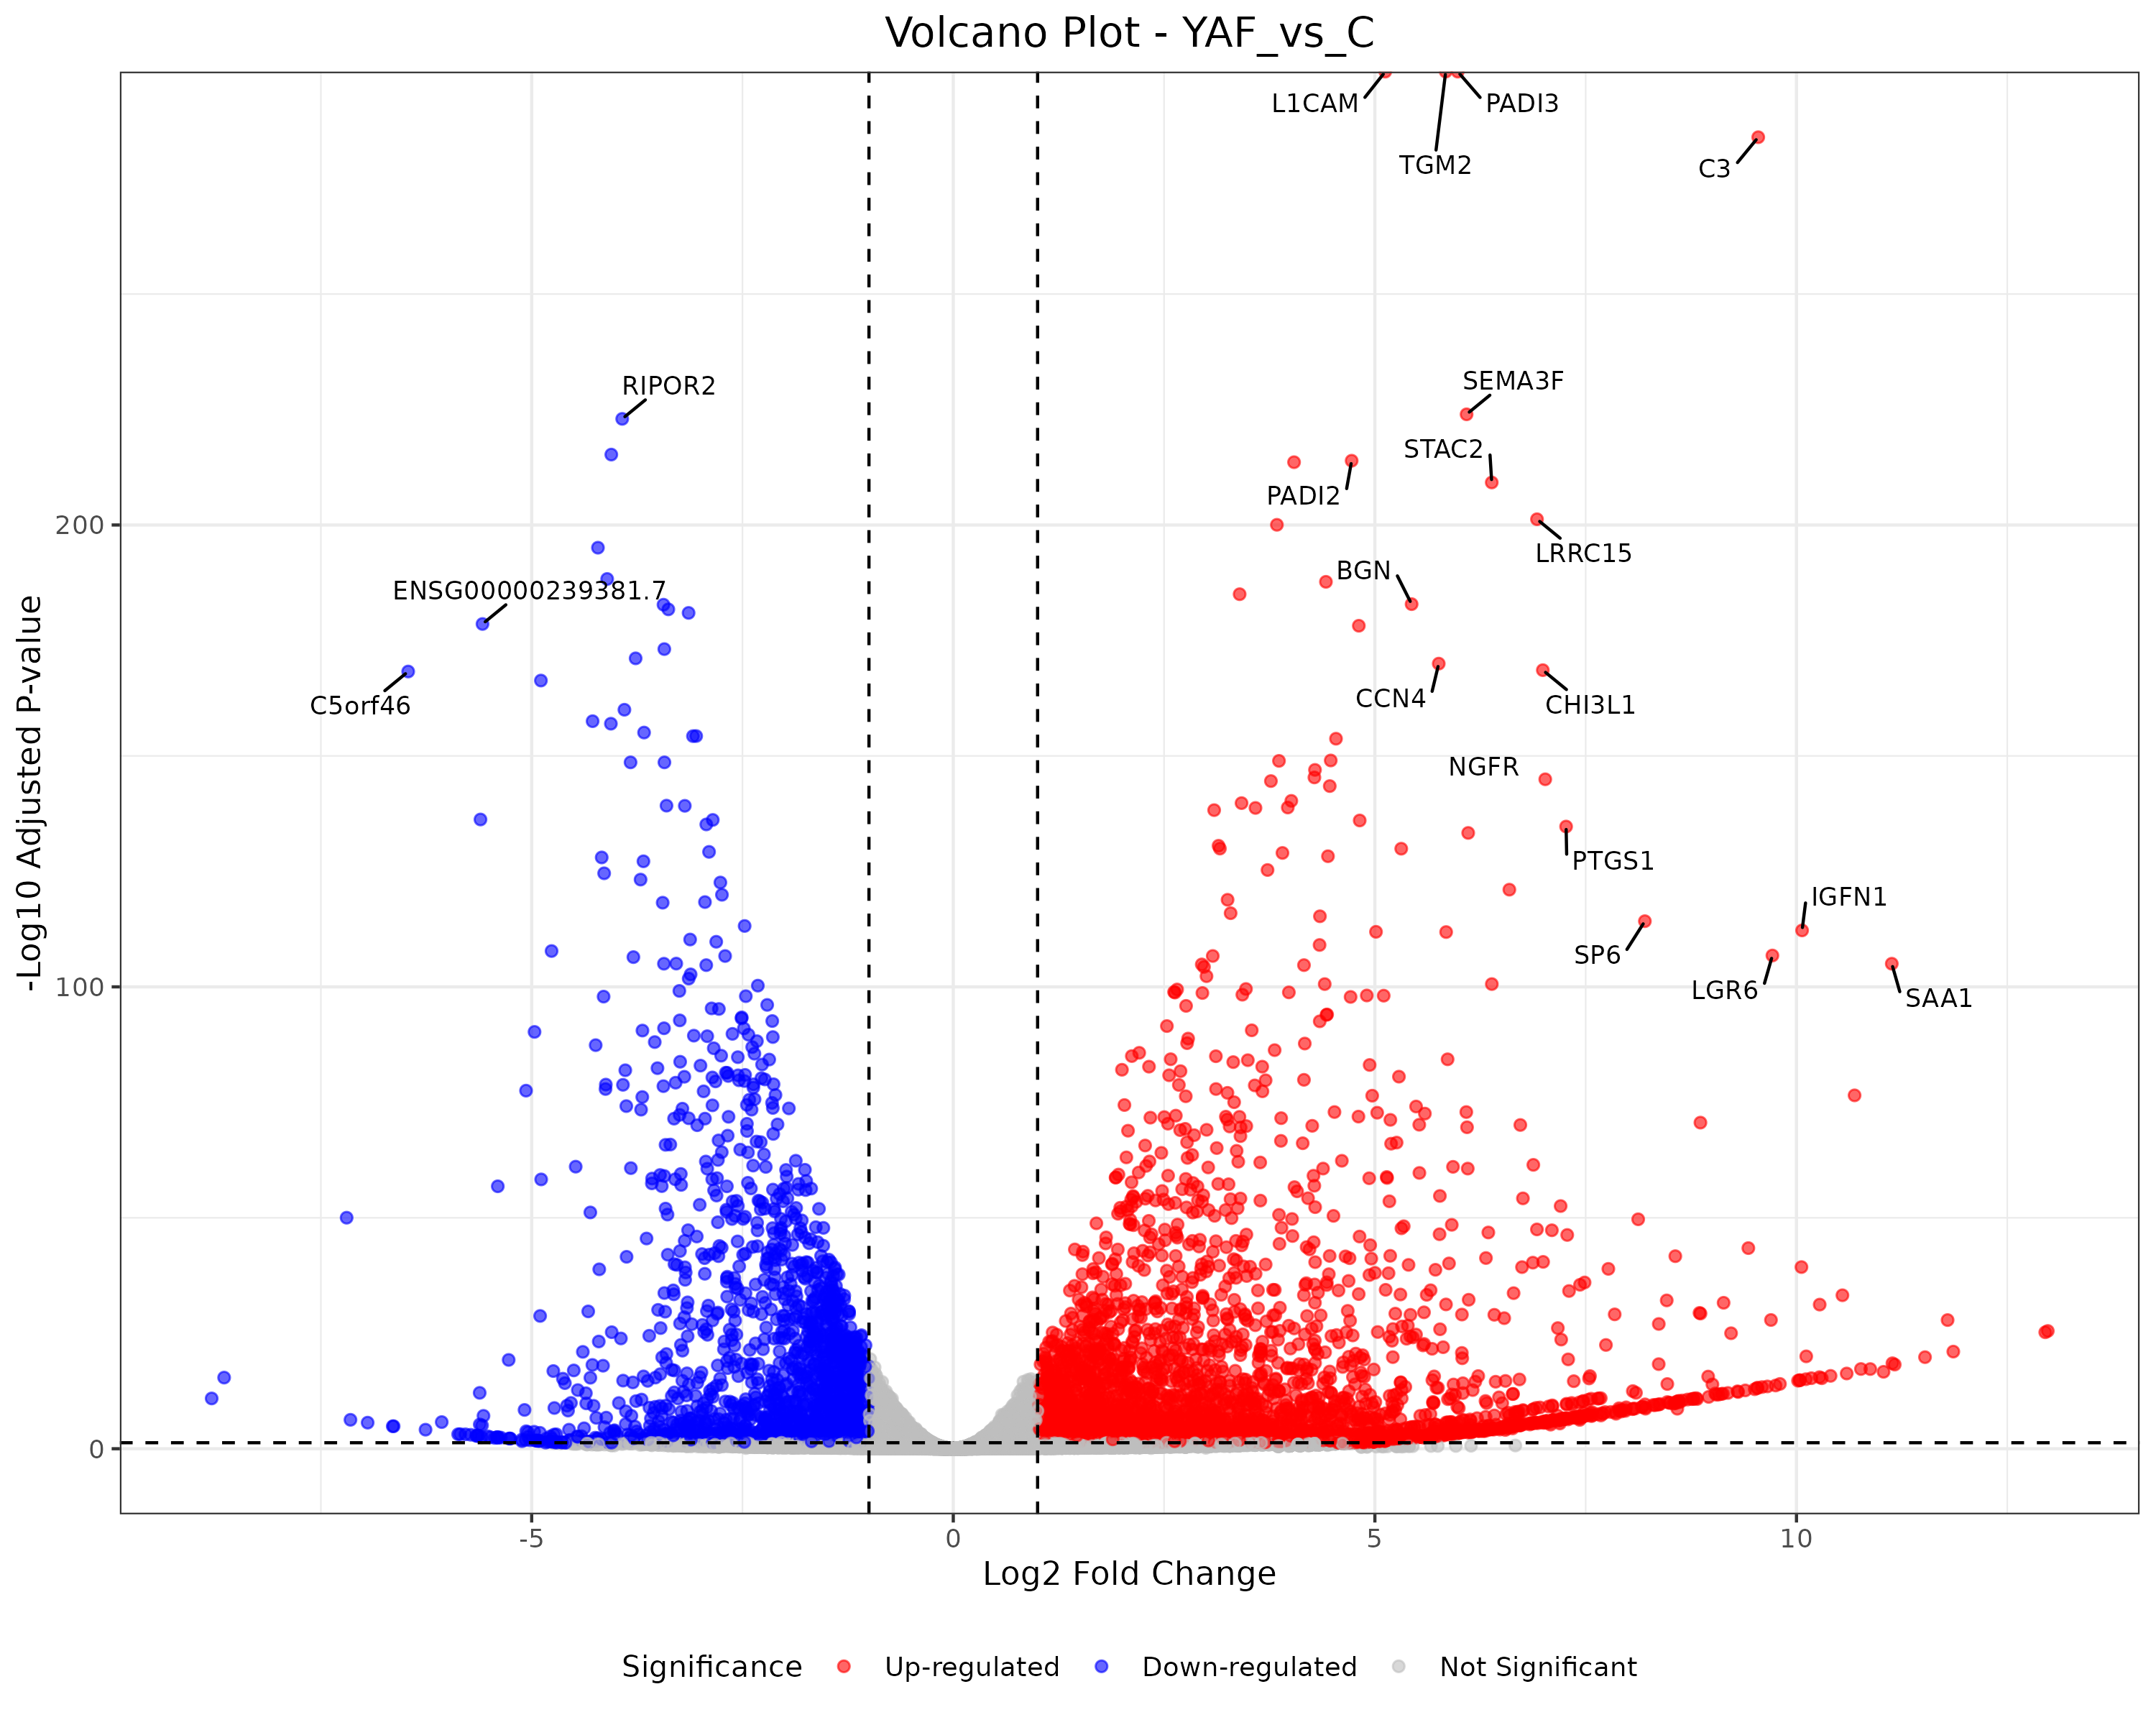 Volcano Plot - YAF_vs_C
L1CAM
PADI3
TGM2
C3
RIPOR2
SEMA3F
STAC2
PADI2
200
LRRC15
BGN
ENSG00000239381.7
C5orf46
CCN4
CHI3L1
NGFR
PTGS1
IGFN1
SP6
LGR6
SAA1
100
0
-Log10 Adjusted P-value
-5
0
5
10
Log2 Fold Change
Significance
Up-regulated
Down-regulated
Not Significant